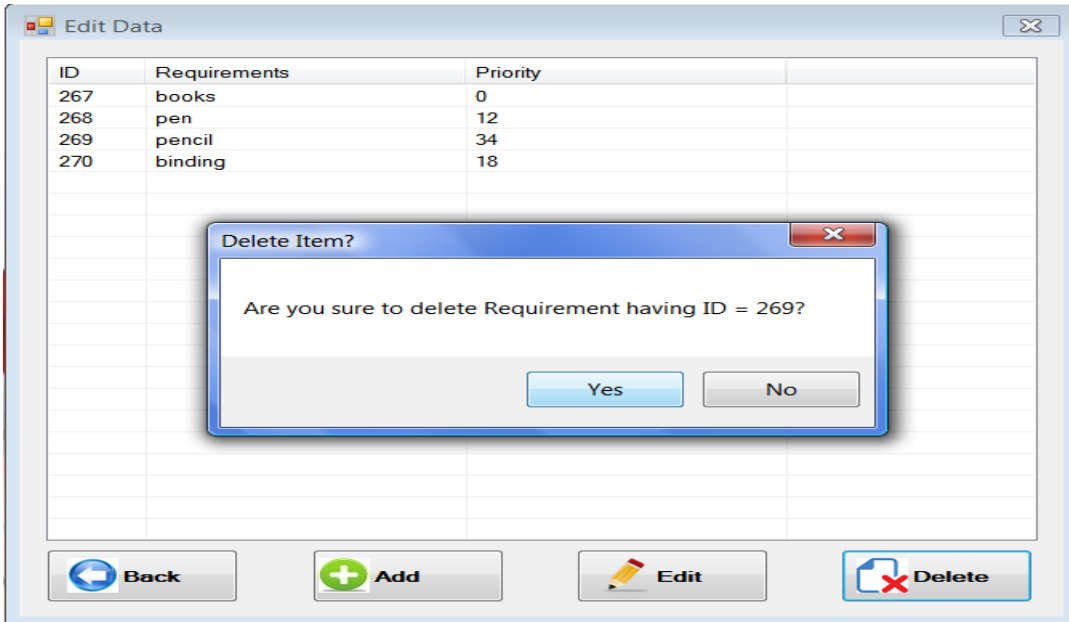 Edit Data
ID Requirements Priority
267 books 0
268 pen 12
269 pencil 34
270 binding 18
Delete Item?
Are you sure to delete Requirement having ID = 269?
Yes No
Back Add Edit Delete